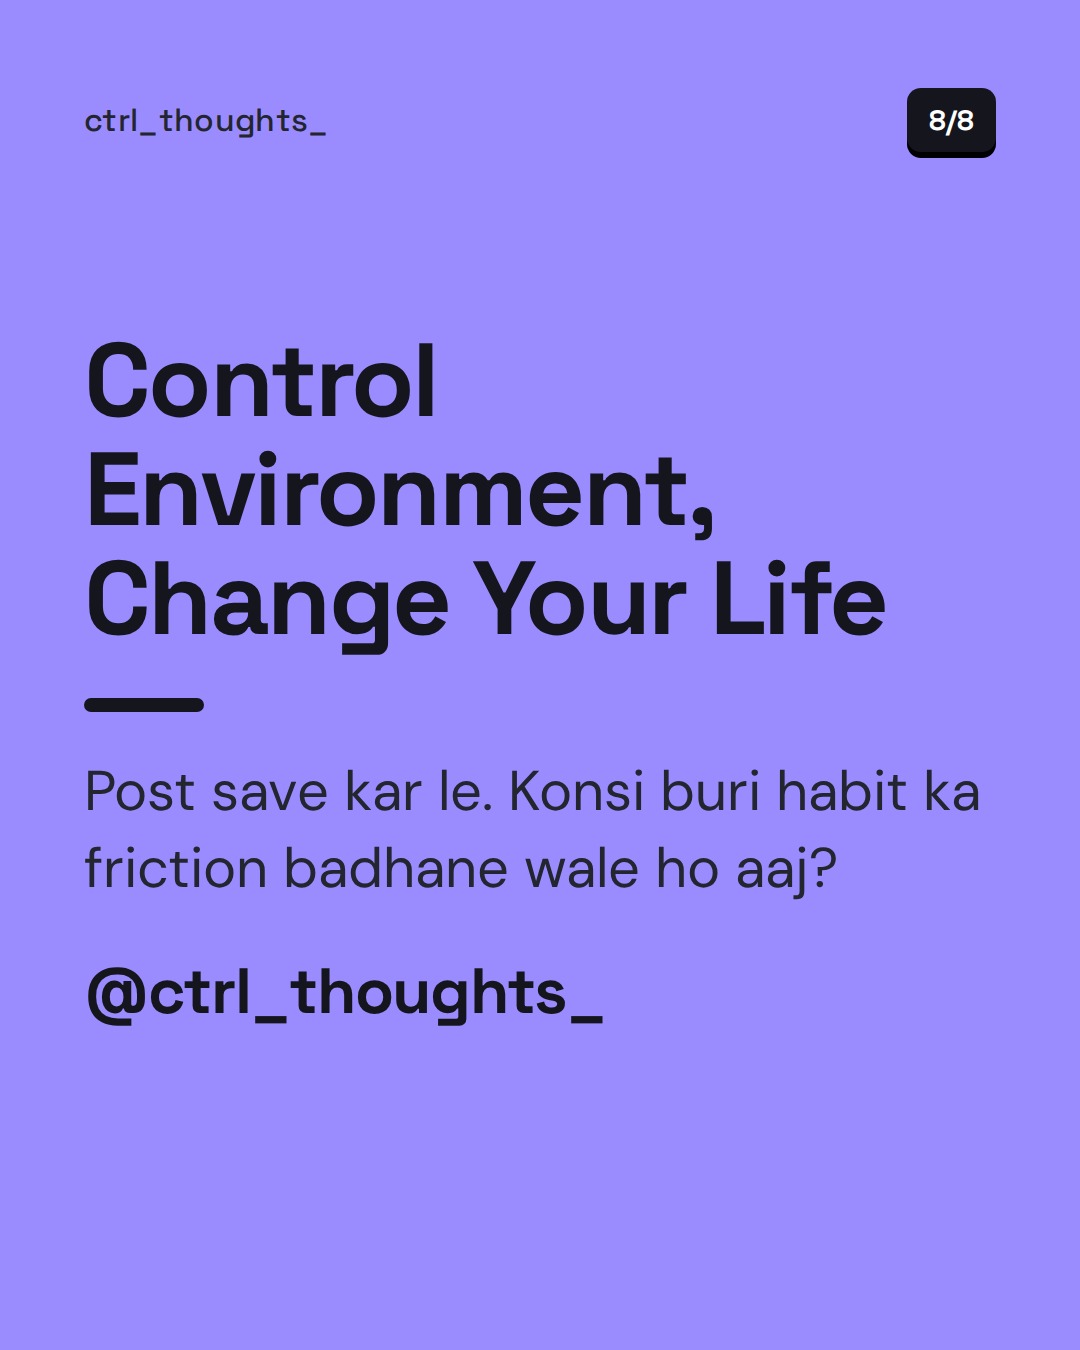 ctrl_thoughts_
8/8
Control
Environment,
Change Your Life
Post save kar le. Konsi buri habit ka
friction badhane wale ho aaj?
@ctrl_thoughts_